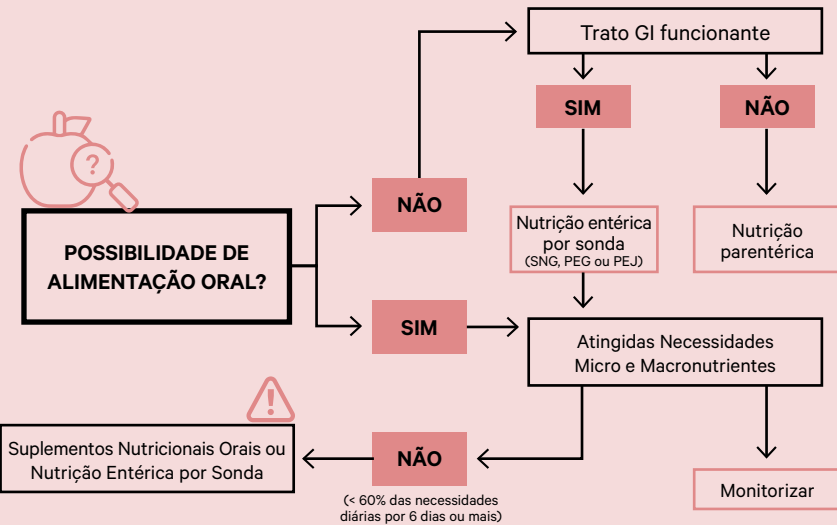 Trato GI funcionante
SIM
NÃO
?
NÃO
POSSIBILIDADE DE
ALIMENTAÇÃO ORAL?
Nutrição entérica
por sonda
(SNG, PEG ou PEJ)
Nutrição
parentérica
SIM
Atingidas Necessidades
Micro e Macronutrientes
!
Suplementos Nutricionais Orais ou
Nutrição Entérica por Sonda
NÃO
(< 60% das necessidades
diárias por 6 dias ou mais)
Monitorizar